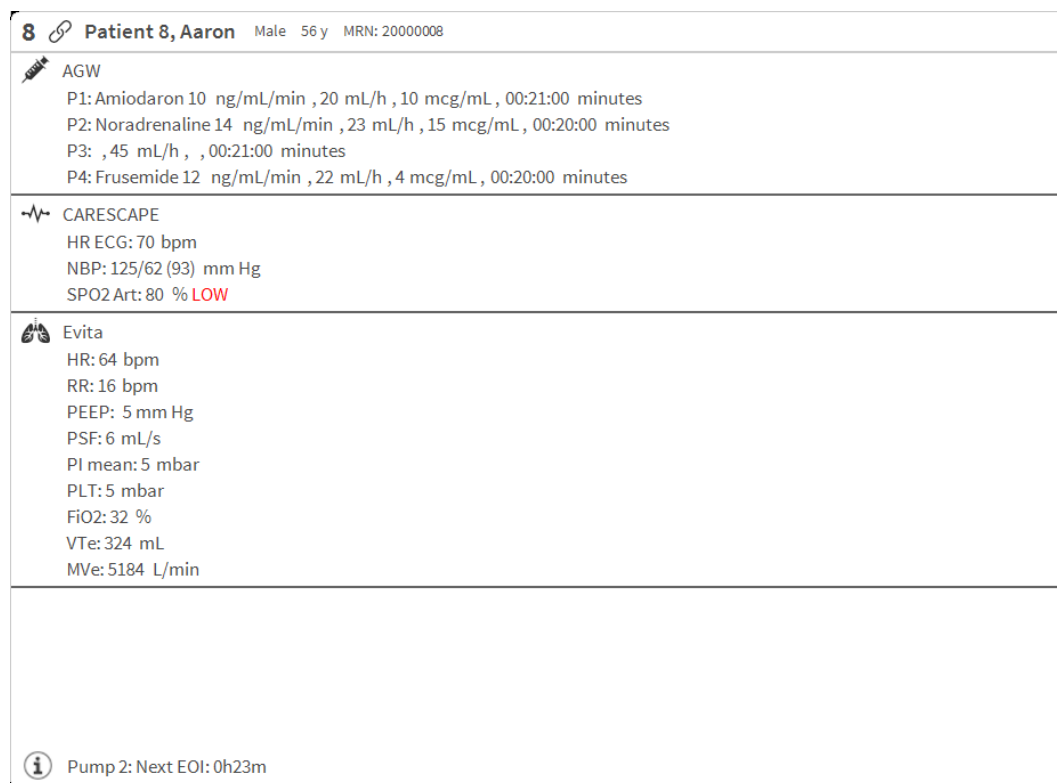 8 Patient 8, Aaron Male 56 y MRN: 20000008
AGW
P1: Amiodaron 10 ng/mL/min , 20 mL/h , 10 mcg/mL , 00:21:00 minutes
P2: Noradrenaline 14 ng/mL/min , 23 mL/h , 15 mcg/mL , 00:20:00 minutes
P3: , 45 mL/h , , 00:21:00 minutes
P4: Frusemide 12 ng/mL/min , 22 mL/h , 4 mcg/mL , 00:20:00 minutes
CARESCAPE
HR ECG: 70 bpm
NBP: 125/62 (93) mm Hg
SPO2 Art: 80 % LOW
Evita
HR: 64 bpm
RR: 16 bpm
PEEP: 5 mm Hg
PSF: 6 mL/s
PI mean: 5 mbar
PLT: 5 mbar
FiO2: 32 %
VTe: 324 mL
MVe: 5184 L/min
Pump 2: Next EOI: 0h23m